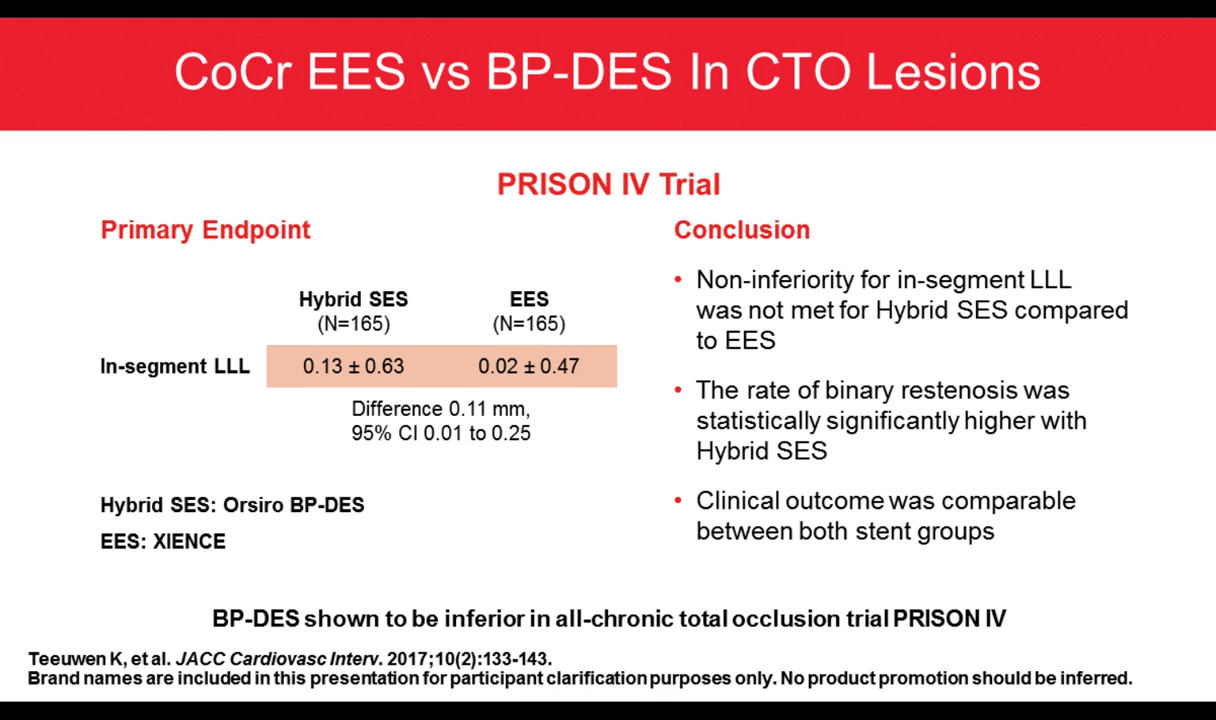 CoCr EES vs BP-DES In CTO Lesions
PRISON IV Trial
Primary Endpoint
Hybrid SES EES
(N=165) (N=165)
In-segment LLL 0.13 ± 0.63 0.02 ± 0.47
Difference 0.11 mm,
95% CI 0.01 to 0.25
Hybrid SES: Orsiro BP-DES
EES: XIENCE
Conclusion
• Non-inferiority for in-segment LLL
was not met for Hybrid SES compared
to EES
• The rate of binary restenosis was
statistically significantly higher with
Hybrid SES
• Clinical outcome was comparable
between both stent groups
BP-DES shown to be inferior in all-chronic total occlusion trial PRISON IV
Teeuwen K, et al. JACC Cardiovasc Interv. 2017;10(2):133-143.
Brand names are included in this presentation for participant clarification purposes only. No product promotion should be inferred.